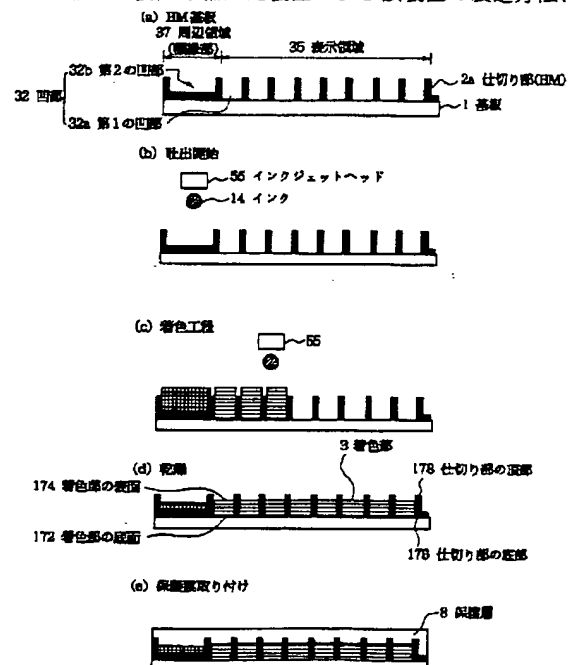 (a) HM基板
37 周辺領域
(額縁部)
35 表示領域
32b 第2の凹部
32 凹部
32a 第1の凹部
2a 仕切り部(HM)
1 基板
(b) 吐出開始
55 インクジェットヘッド
14 インク
(c) 着色工程
55
(d) 乾燥
3 着色部
174 着色部の表面
178 仕切り部の頂部
172 着色部の底面
176 仕切り部の底部
(e) 保護膜取り付け
8 保護層